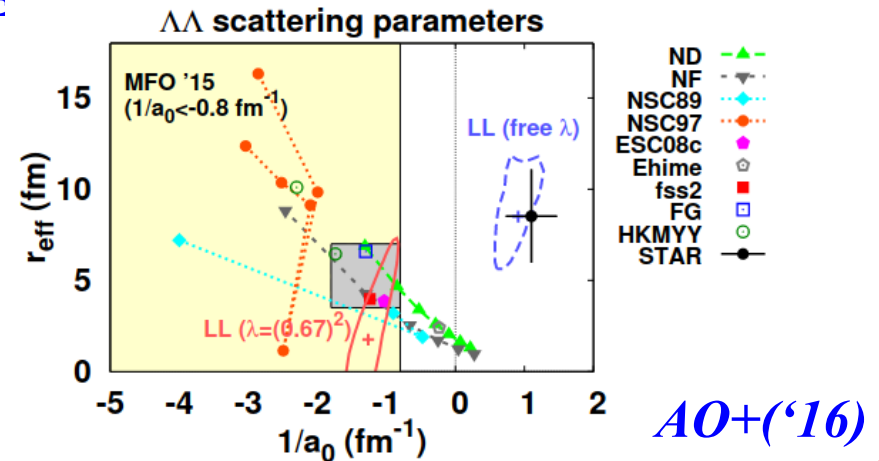 ΛΛ scattering parameters
MFO '15
(1/a₀<-0.8 fm⁻¹)
LL (free λ)
LL (λ=(0.67)²)
15
10
5
0
r_eff (fm)
-5 -4 -3 -2 -1 0 1 2
1/a₀ (fm⁻¹)
ND
NF
NSC89
NSC97
ESC08c
Ehime
fss2
FG
HKMYY
STAR
AO+('16)